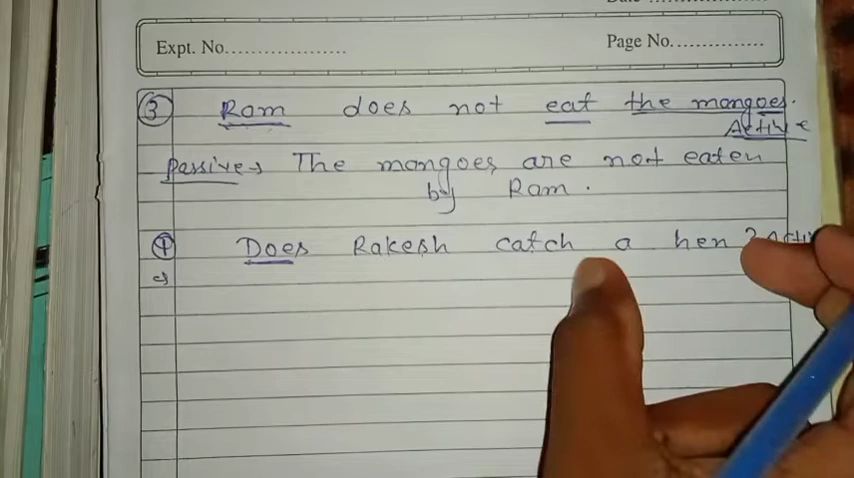 Expt. No...................
Page No...............
③ Ram does not eat the mangoes.
Active
Passive→ The mangoes are not eaten
by Ram.
④ Does Rakesh catch a hen ?